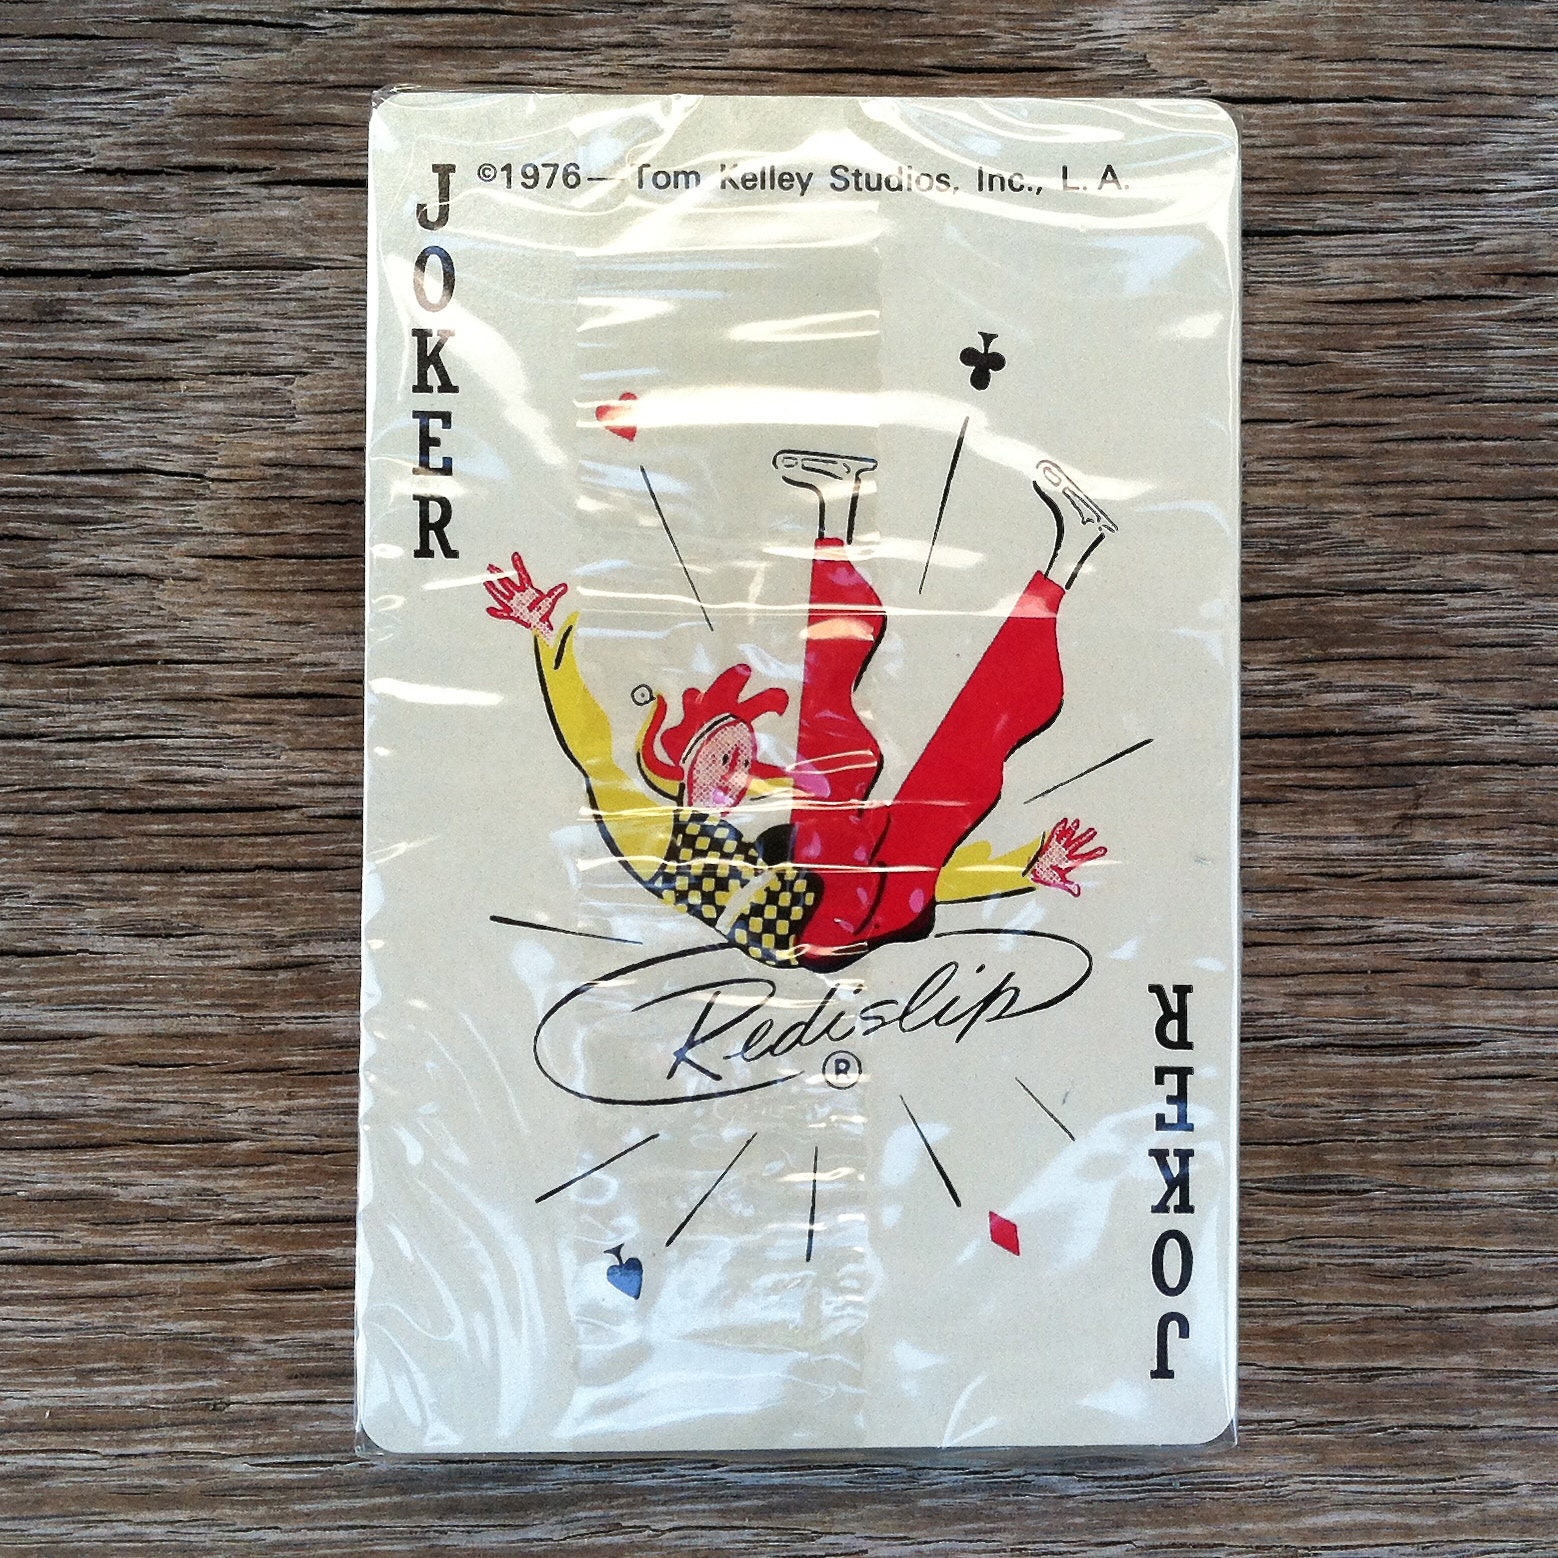 JOKER
©1976— Tom Kelley Studios, Inc., L. A.
Redislip
®
JOKER